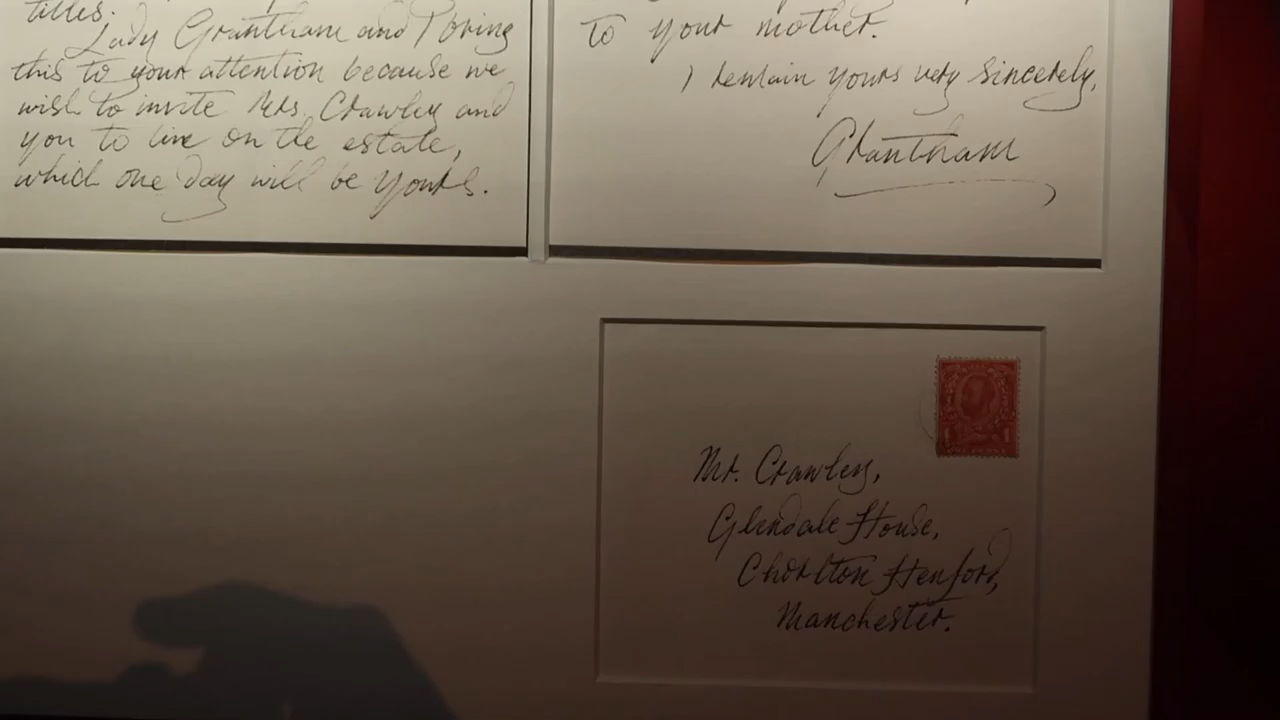 titles.
Lady Grantham and I bring
this to your attention because we
wish to invite Mrs. Crawley and
you to live on the estate,
which one day will be yours.
to your mother.
I remain yours very sincerely,
Grantham
Mr. Crawley,
Glendale House,
Chorlton Henford,
Manchester.
1 1